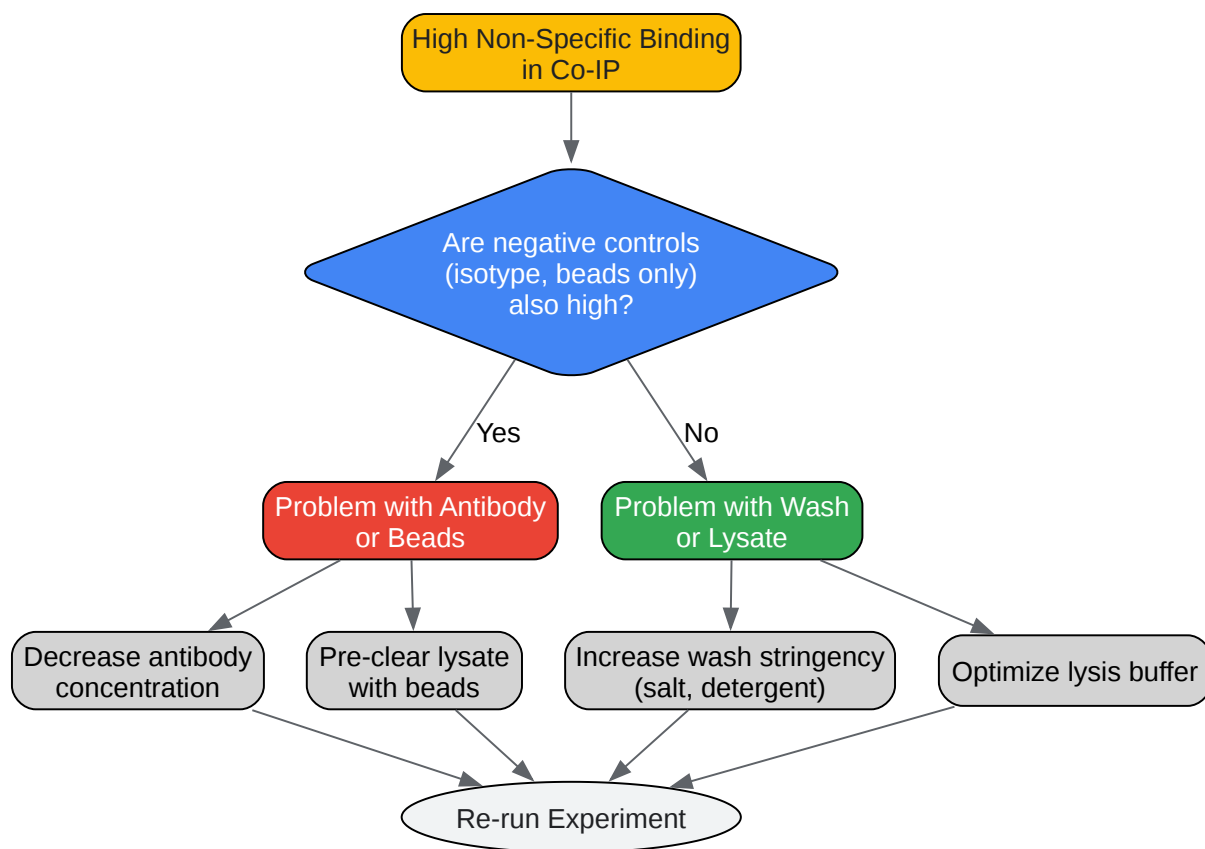 High Non-Specific Binding
in Co-IP
Are negative controls
(isotype, beads only)
also high?
Yes
No
Problem with Antibody
or Beads
Problem with Wash
or Lysate
Decrease antibody
concentration
Pre-clear lysate
with beads
Increase wash stringency
(salt, detergent)
Optimize lysis buffer
Re-run Experiment